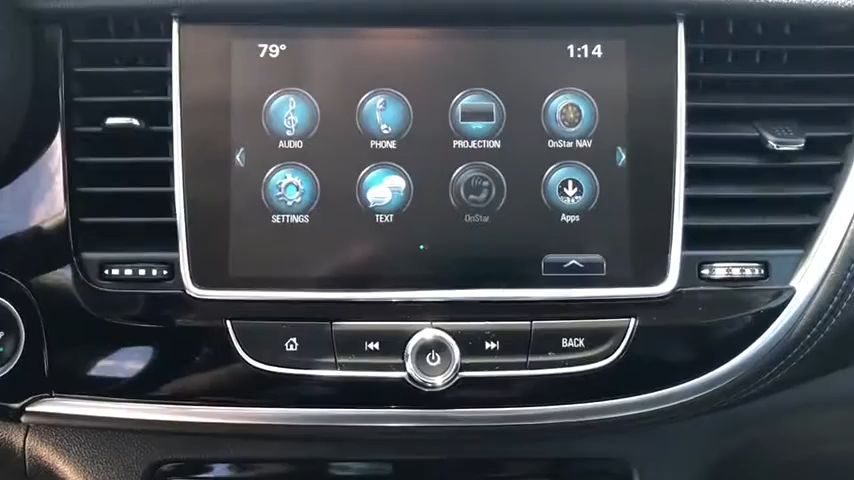 79° 1:14
AUDIO PHONE PROJECTION OnStar NAV
SETTINGS TEXT OnStar Apps
BACK